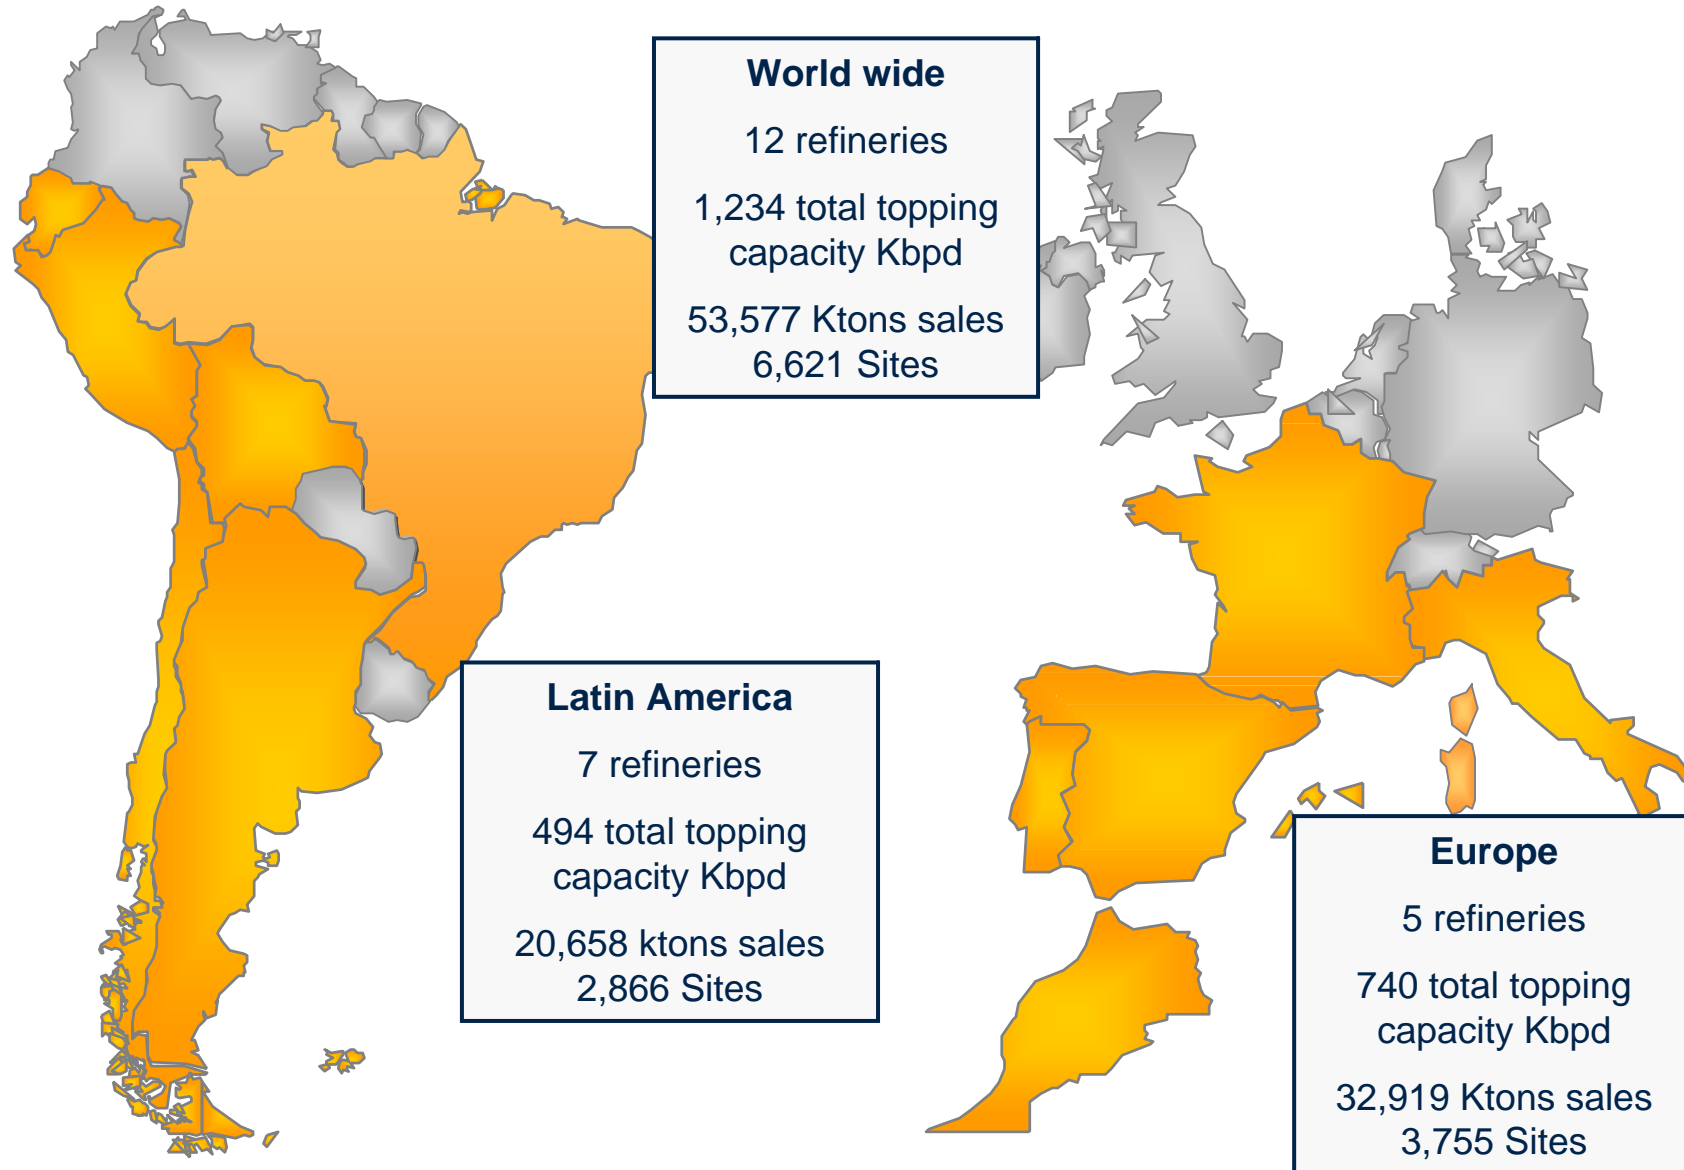 World wide
12 refineries
1,234 total topping
capacity Kbpd
53,577 Ktons sales
6,621 Sites
Latin America
7 refineries
494 total topping
capacity Kbpd
20,658 ktons sales
2,866 Sites
Europe
5 refineries
740 total topping
capacity Kbpd
32,919 Ktons sales
3,755 Sites